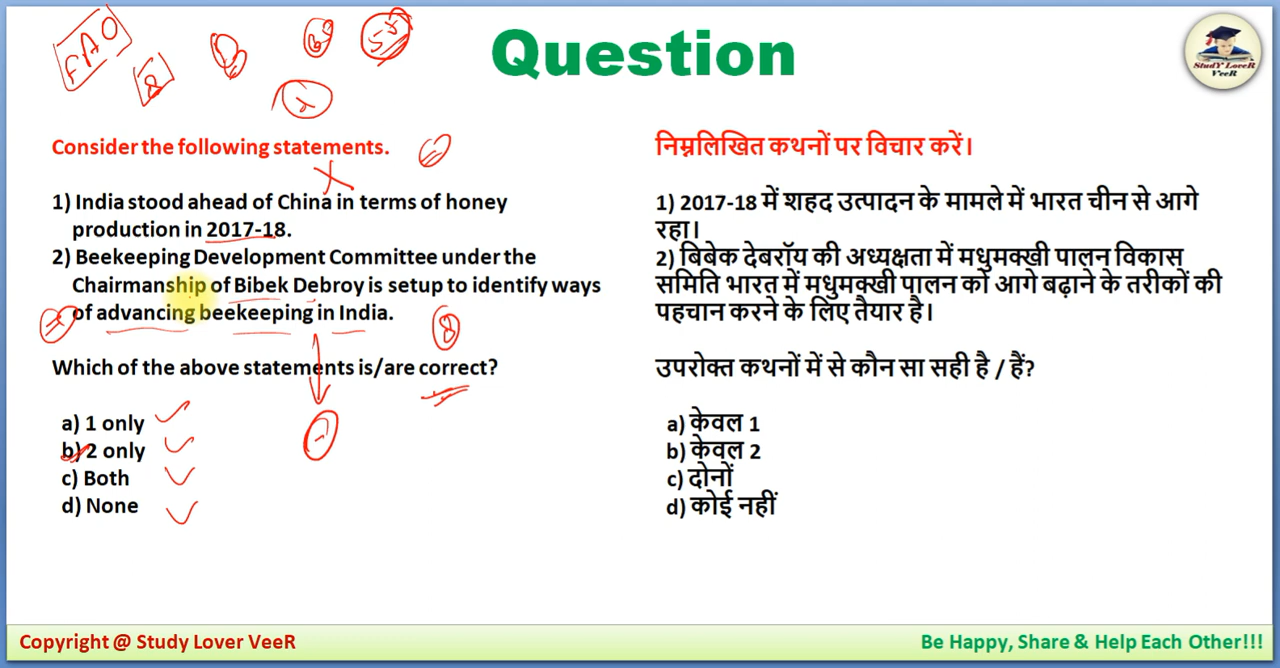 FAO
8
Question
StudY LoveR
VeeR
Consider the following statements.
1) India stood ahead of China in terms of honey
production in 2017-18.
2) Beekeeping Development Committee under the
Chairmanship of Bibek Debroy is setup to identify ways
of advancing beekeeping in India.
8
Which of the above statements is/are correct?
a) 1 only
b) 2 only
c) Both
d) None
निम्नलिखित कथनों पर विचार करें।
1) 2017-18 में शहद उत्पादन के मामले में भारत चीन से आगे
रहा।
2) बिबेक देबरॉय की अध्यक्षता में मधुमक्खी पालन विकास
समिति भारत में मधुमक्खी पालन को आगे बढ़ाने के तरीकों की
पहचान करने के लिए तैयार है।
उपरोक्त कथनों में से कौन सा सही है / हैं?
a) केवल 1
b) केवल 2
c) दोनों
d) कोई नहीं
Copyright @ Study Lover VeeR
Be Happy, Share & Help Each Other!!!